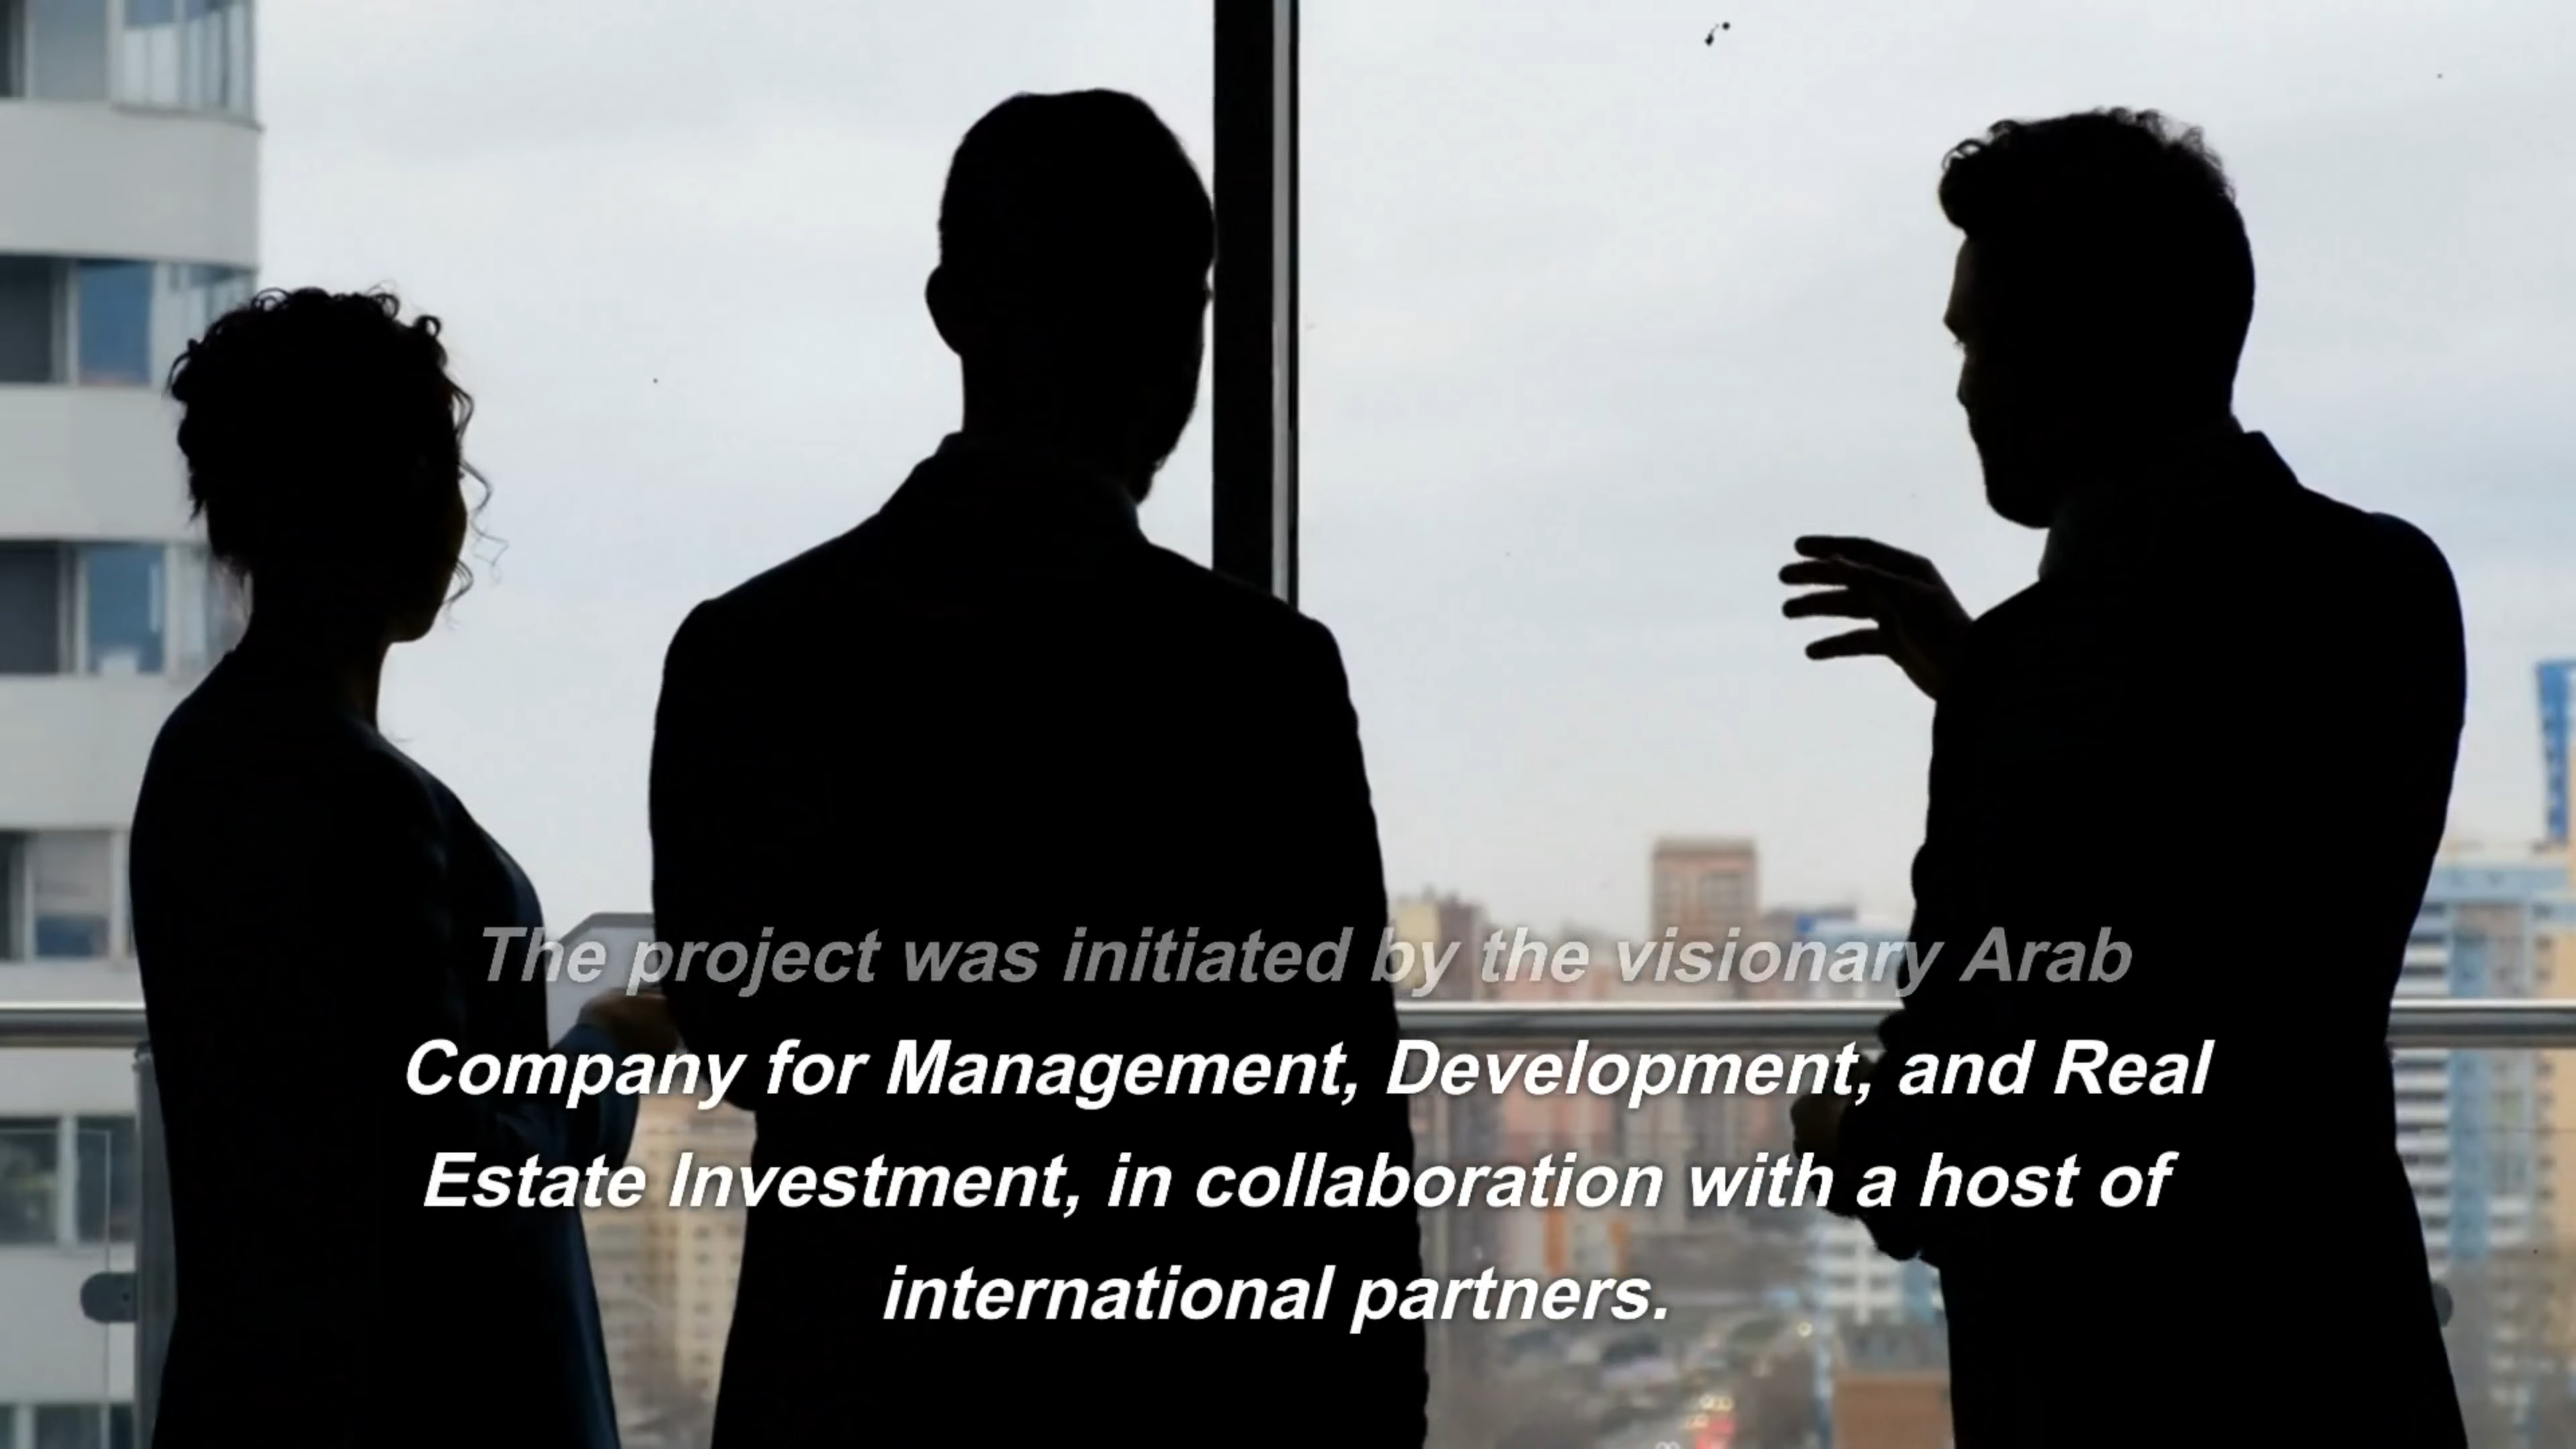 The project was initiated by the visionary Arab
Company for Management, Development, and Real
Estate Investment, in collaboration with a host of
international partners.